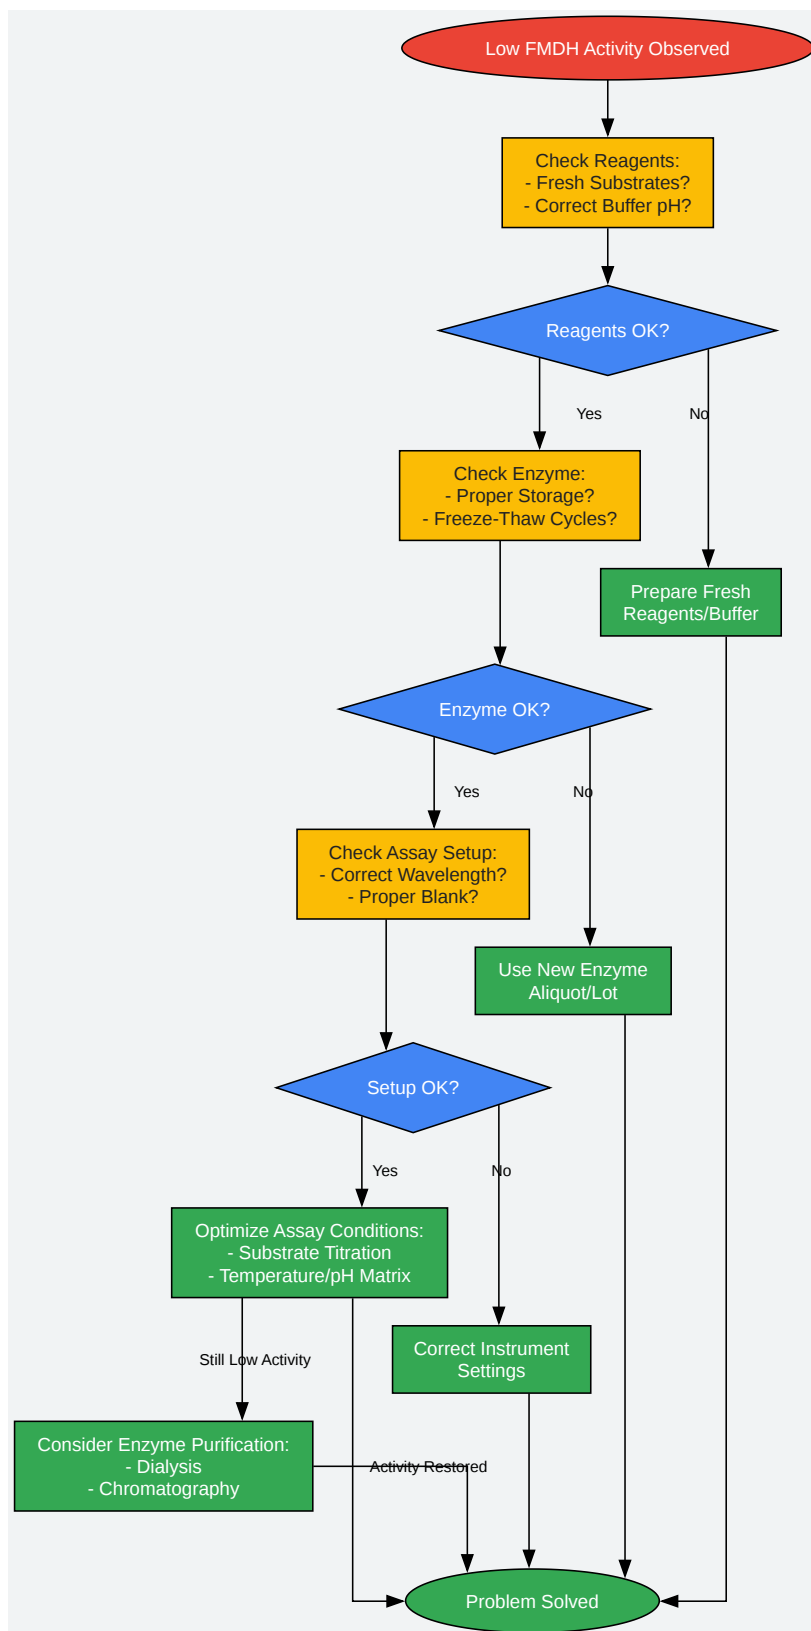 Low FMDH Activity Observed
Check Reagents:
- Fresh Substrates?
- Correct Buffer pH?
Reagents OK?
Yes
No
Check Enzyme:
- Proper Storage?
- Freeze-Thaw Cycles?
Prepare Fresh
Reagents/Buffer
Enzyme OK?
Yes
No
Check Assay Setup:
- Correct Wavelength?
- Proper Blank?
Use New Enzyme
Aliquot/Lot
Setup OK?
Yes
No
Optimize Assay Conditions:
- Substrate Titration
- Temperature/pH Matrix
Correct Instrument
Settings
Still Low Activity
Consider Enzyme Purification:
- Dialysis
- Chromatography
Activity Restored
Problem Solved